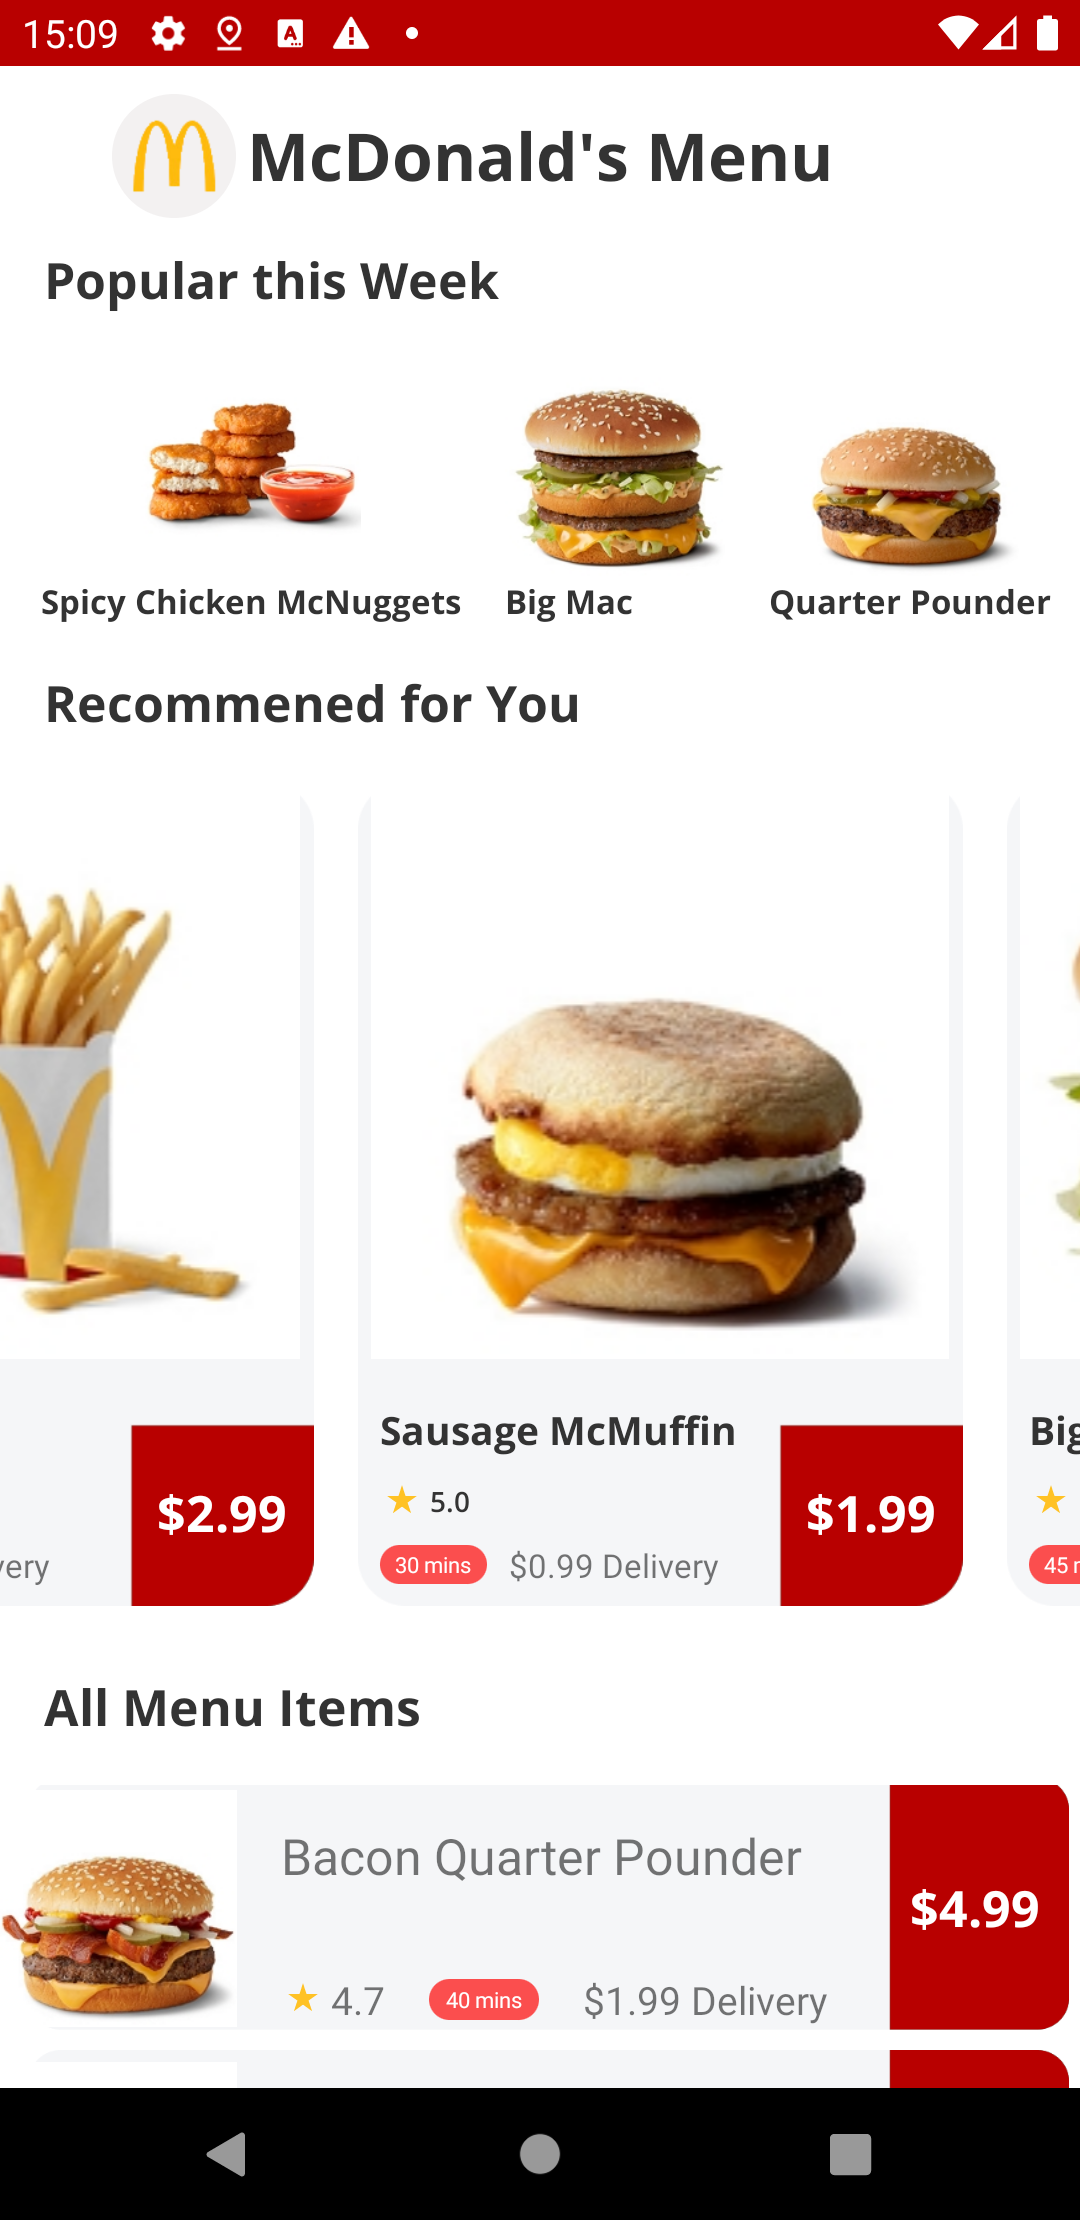 15:09
McDonald's Menu
Popular this Week
Spicy Chicken McNuggets
Big Mac
Quarter Pounder
Recommened for You
$2.99
very
Sausage McMuffin
5.0
30 mins
$0.99 Delivery
$1.99
Big
45 m
All Menu Items
Bacon Quarter Pounder
4.7
40 mins
$1.99 Delivery
$4.99